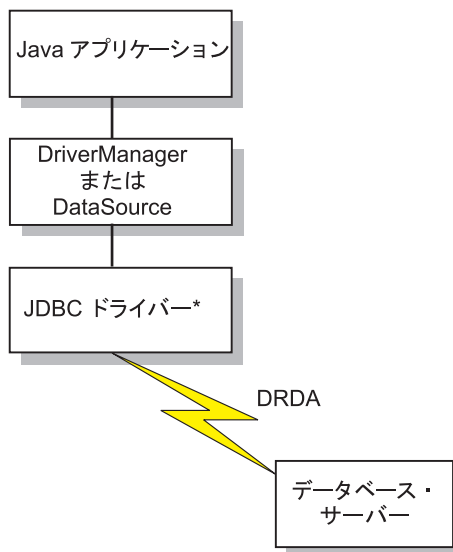 Java アプリケーション
DriverManager
または
DataSource
JDBC ドライバー*
DRDA
データベース・
サーバー